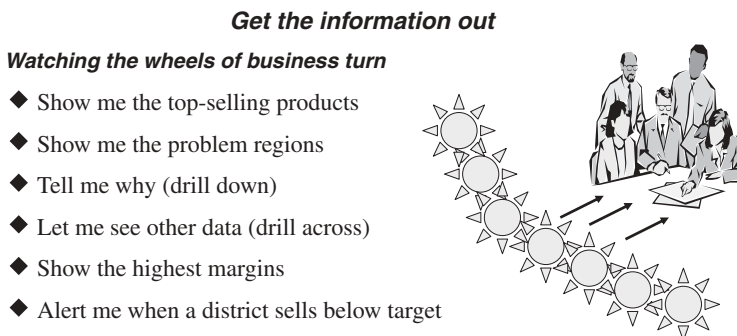 Get the information out
Watching the wheels of business turn
◆ Show me the top-selling products
◆ Show me the problem regions
◆ Tell me why (drill down)
◆ Let me see other data (drill across)
◆ Show the highest margins
◆ Alert me when a district sells below target